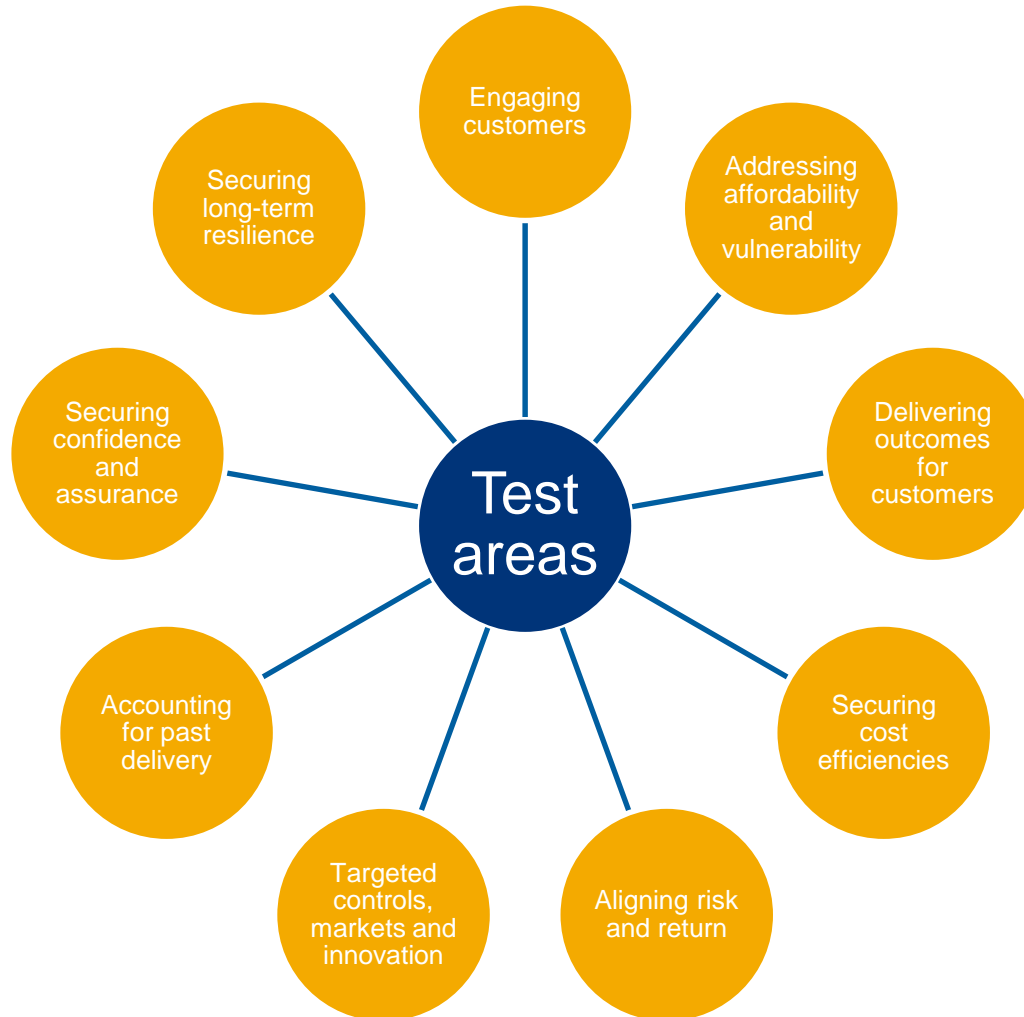 Engaging
customers
Addressing
affordability
and
vulnerability
Delivering
outcomes
for
customers
Securing
cost
efficiencies
Aligning risk
and return
Targeted
controls,
markets and
innovation
Accounting
for past
delivery
Securing
confidence
and
assurance
Securing
long-term
resilience
Test
areas